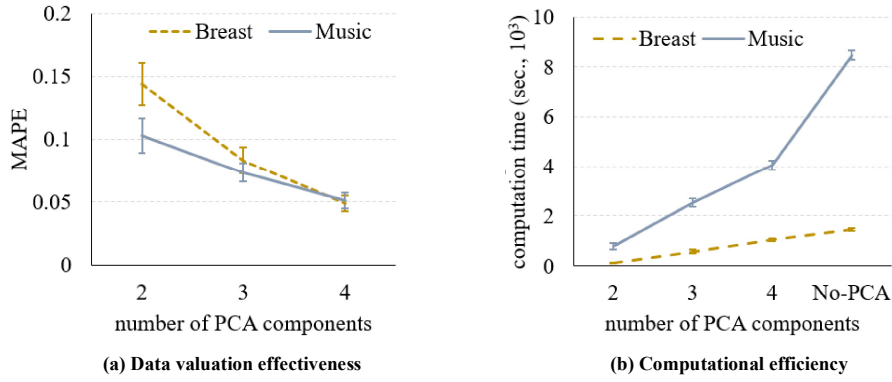 0.2
0.15
0.1
0.05
0
MAPE
Breast
Music
2 3 4
number of PCA components
(a) Data valuation effectiveness
10
8
6
4
2
0
computation time (sec., 10³)
Breast
Music
2 3 4 No-PCA
number of PCA components
(b) Computational efficiency